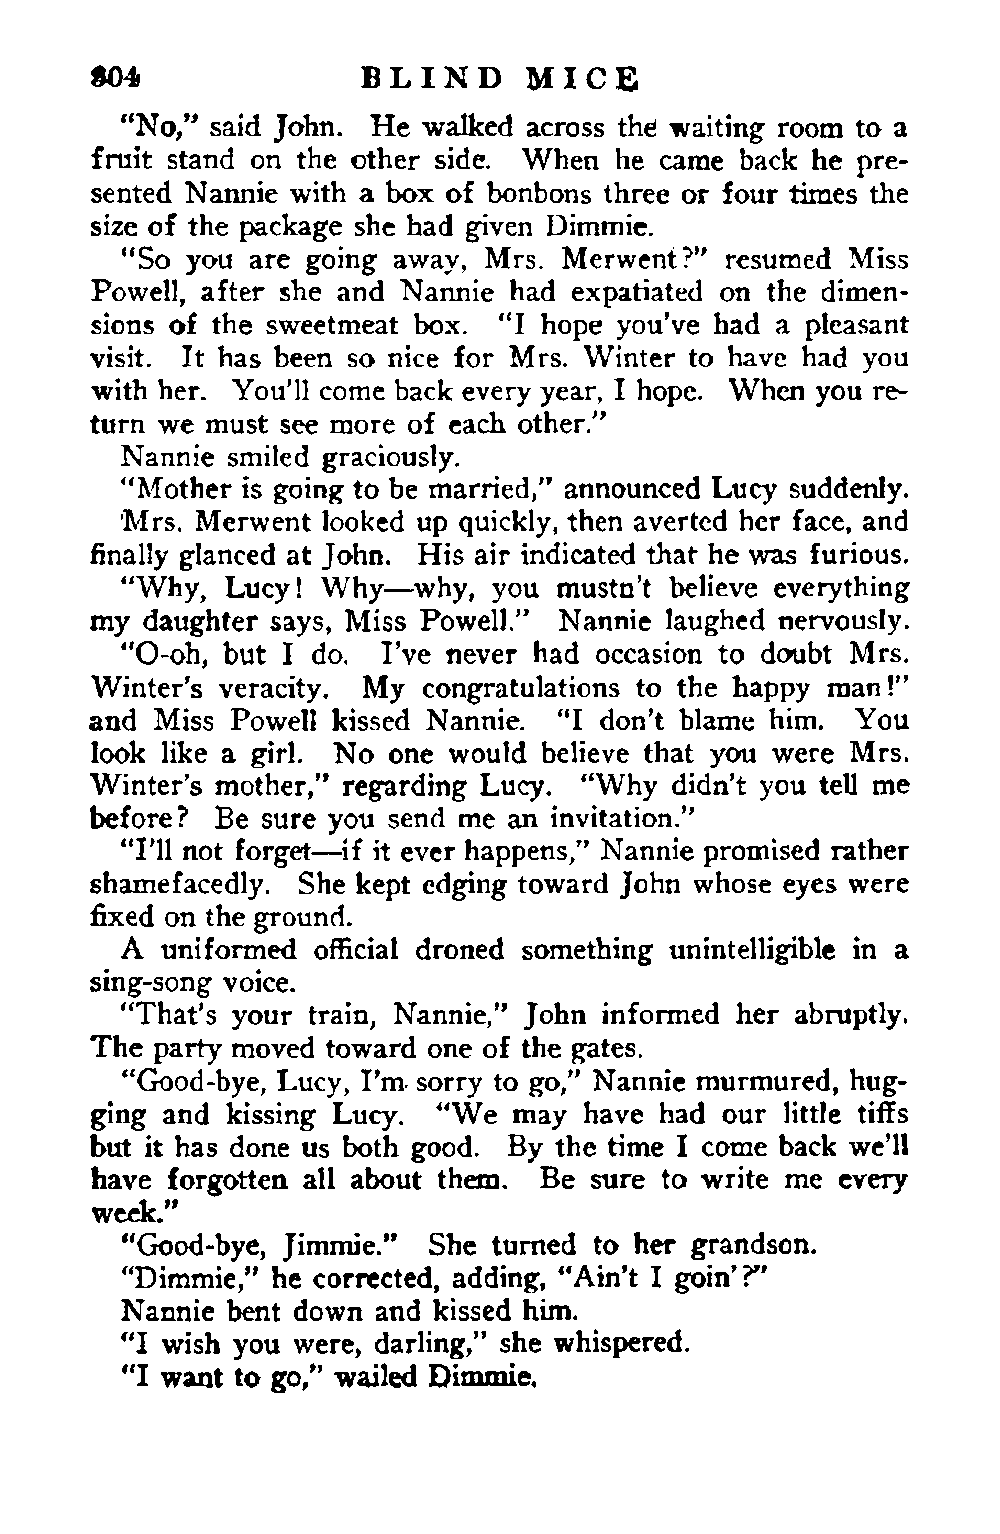 304 BLIND MICE
“No,” said John. He walked across the waiting room to a
fruit stand on the other side. When he came back he pre-
sented Nannie with a box of bonbons three or four times the
size of the package she had given Dimmie.
“So you are going away, Mrs. Merwent?” resumed Miss
Powell, after she and Nannie had expatiated on the dimen-
sions of the sweetmeat box. “I hope you’ve had a pleasant
visit. It has been so nice for Mrs. Winter to have had you
with her. You’ll come back every year, I hope. When you re-
turn we must see more of each other.”
Nannie smiled graciously.
“Mother is going to be married,” announced Lucy suddenly.
Mrs. Merwent looked up quickly, then averted her face, and
finally glanced at John. His air indicated that he was furious.
“Why, Lucy! Why—why, you mustn’t believe everything
my daughter says, Miss Powell.” Nannie laughed nervously.
“O-oh, but I do. I’ve never had occasion to doubt Mrs.
Winter’s veracity. My congratulations to the happy man!”
and Miss Powell kissed Nannie. “I don’t blame him. You
look like a girl. No one would believe that you were Mrs.
Winter’s mother,” regarding Lucy. “Why didn’t you tell me
before? Be sure you send me an invitation.”
“I’ll not forget—if it ever happens,” Nannie promised rather
shamefacedly. She kept edging toward John whose eyes were
fixed on the ground.
A uniformed official droned something unintelligible in a
sing-song voice.
“That’s your train, Nannie,” John informed her abruptly.
The party moved toward one of the gates.
“Good-bye, Lucy, I’m sorry to go,” Nannie murmured, hug-
ging and kissing Lucy. “We may have had our little tiffs
but it has done us both good. By the time I come back we’ll
have forgotten all about them. Be sure to write me every
week.”
“Good-bye, Jimmie.” She turned to her grandson.
“Dimmie,” he corrected, adding, “Ain’t I goin’?”
Nannie bent down and kissed him.
“I wish you were, darling,” she whispered.
“I want to go,” wailed Dimmie.